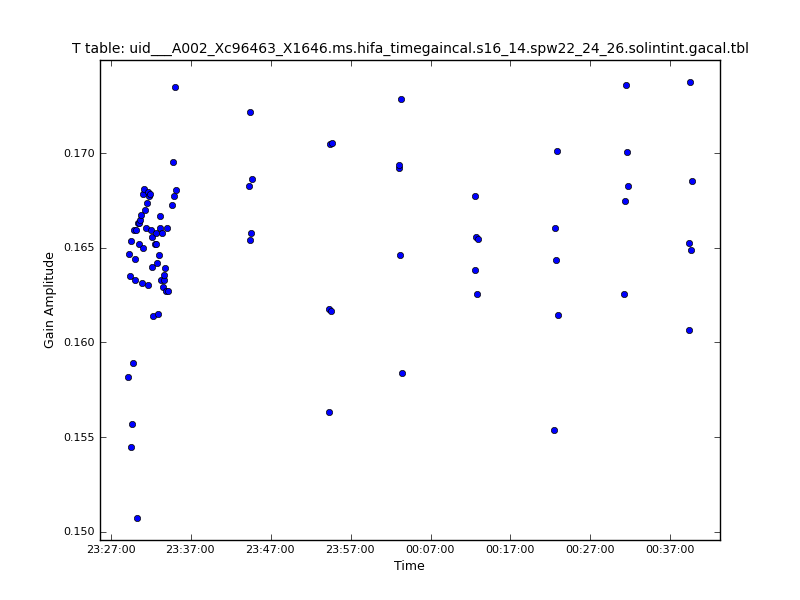 T table: uid___A002_Xc96463_X1646.ms.hifa_timegaincal.s16_14.spw22_24_26.solintint.gacal.tbl
Gain Amplitude
0.170
0.165
0.160
0.155
0.150
23:27:00 23:37:00 23:47:00 23:57:00 00:07:00 00:17:00 00:27:00 00:37:00
Time